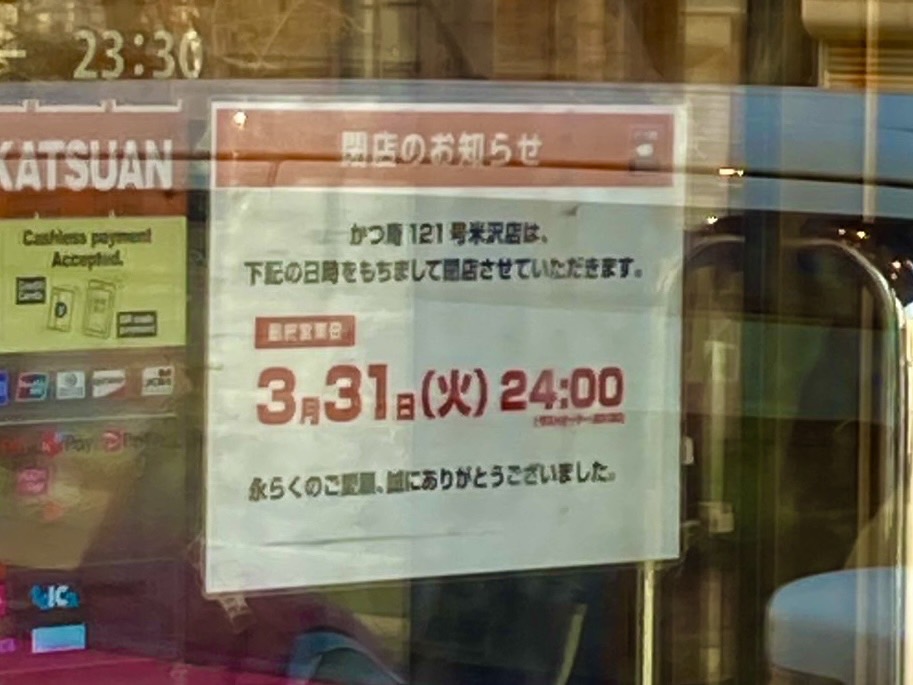 23:30
KATSUAN
Cashless payment
Accepted.
閉店のお知らせ
かつ庵 121号米沢店は、
下記の日時をもちまして閉店させていただきます。
最終営業日
3月31日(火) 24:00
永らくのご愛顧、誠にありがとうございました。
Pay